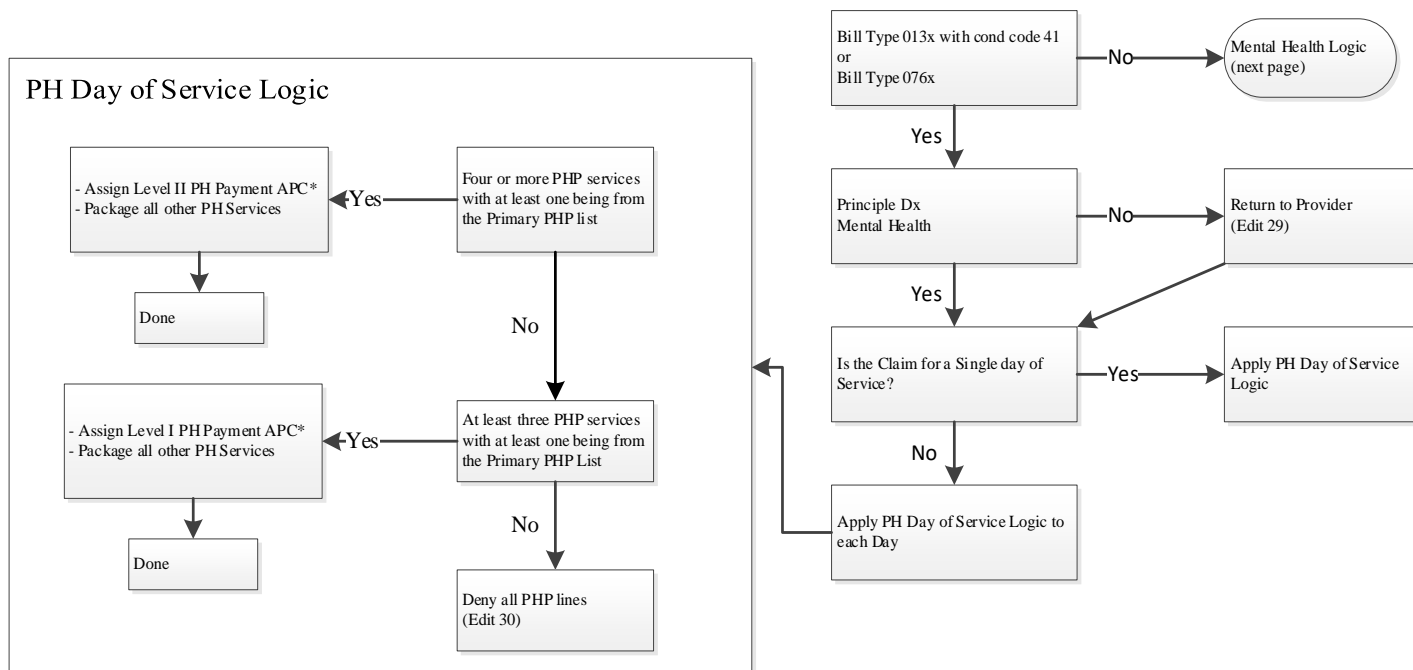 PH Day of Service Logic
- Assign Level II PH Payment APC*
- Package all other PH Services
Yes
Four or more PHP services
with at least one being from
the Primary PHP list
Done
No
- Assign Level I PH Payment APC*
- Package all other PH Services
Yes
At least three PHP services
with at least one being from
the Primary PHP List
Done
No
Deny all PHP lines
(Edit 30)
Bill Type 013x with cond code 41
or
Bill Type 076x
No
Mental Health Logic
(next page)
Yes
Principle Dx
Mental Health
No
Return to Provider
(Edit 29)
Yes
Is the Claim for a Single day of
Service?
Yes
Apply PH Day of Service
Logic
No
Apply PH Day of Service Logic to
each Day